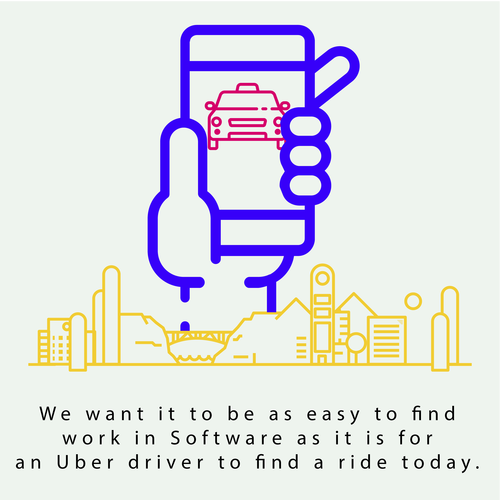 We want it to be as easy to find
work in Software as it is for
an Uber driver to find a ride today.